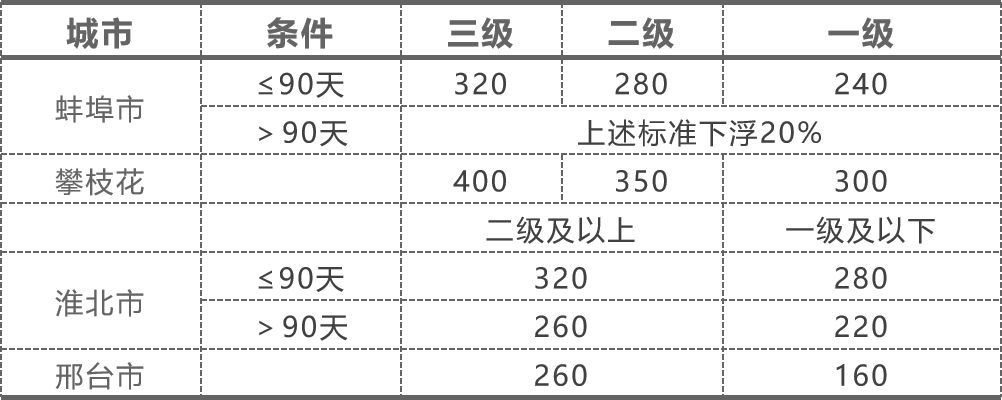 城市 条件 三级 二级 一级
蚌埠市 ≤90天 320 280 240
>90天 上述标准下浮20%
攀枝花 400 350 300
二级及以上 一级及以下
淮北市 ≤90天 320 280
>90天 260 220
邢台市 260 160